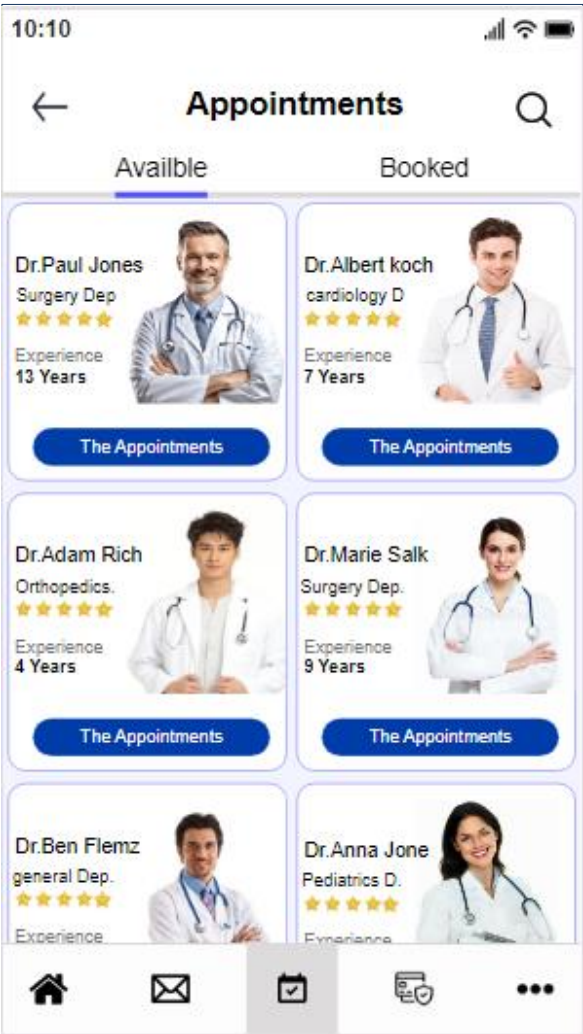 10:10
Appointments
Availble
Booked
Dr.Paul Jones
Surgery Dep
Experience
13 Years
The Appointments
Dr.Albert koch
cardiology D
Experience
7 Years
The Appointments
Dr.Adam Rich
Orthopedics.
Experience
4 Years
The Appointments
Dr.Marie Salk
Surgery Dep.
Experience
9 Years
The Appointments
Dr.Ben Flemz
general Dep.
Experience
Dr.Anna Jone
Pediatrics D.
Experience